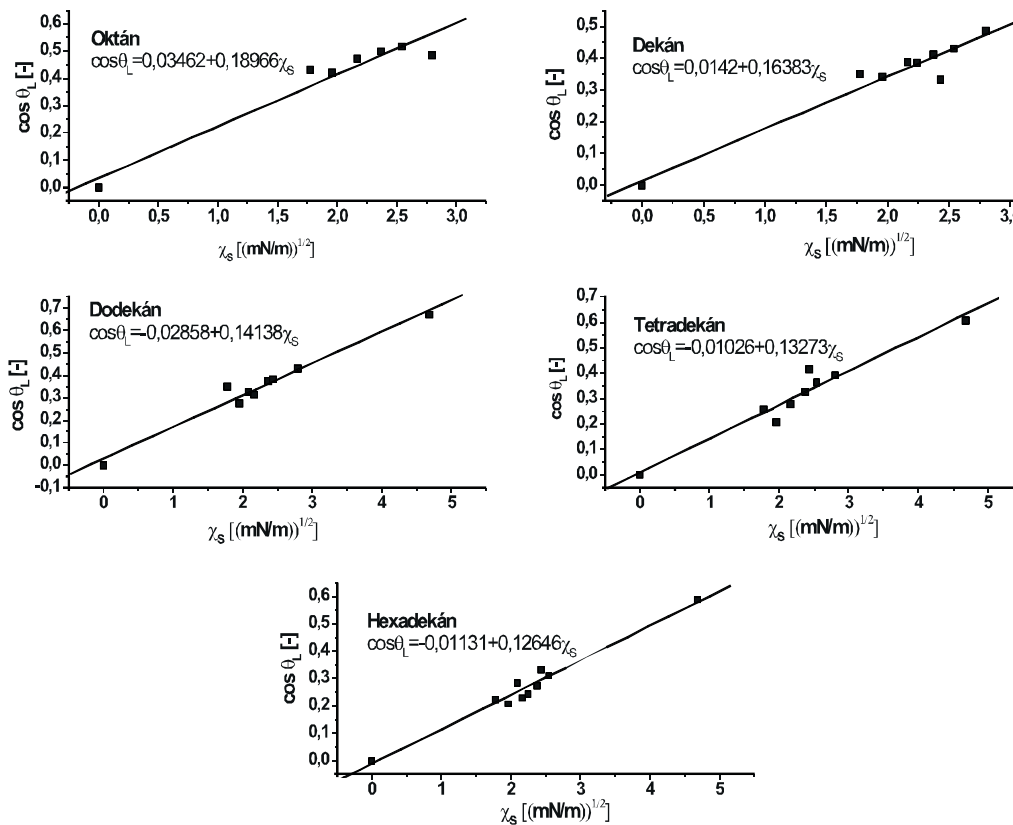 0,6
0,5
0,4
0,3
0,2
0,1
0,0
cos θL [-]
Oktán
cosθL=0,03462+0,18966χS
0,0 0,5 1,0 1,5 2,0 2,5 3,0
χS [(mN/m)]1/2]
0,5
0,4
0,3
0,2
0,1
0,0
cos θL [-]
Dekán
cosθL=0,0142+0,16383χS
0,0 0,5 1,0 1,5 2,0 2,5 3,0
χS [(mN/m))1/2]
0,7
0,6
0,5
0,4
0,3
0,2
0,1
0,0
-0,1
cos θL [-]
Dodekán
cosθL=-0,02858+0,14138χS
0 1 2 3 4 5
χS [(mN/m))1/2]
0,7
0,6
0,5
0,4
0,3
0,2
0,1
0,0
cos θL [-]
Tetradekán
cosθL=-0,01026+0,13273χS
0 1 2 3 4 5
χS [(mN/m))1/2]
0,6
0,5
0,4
0,3
0,2
0,1
0,0
cos θL [-]
Hexadekán
cosθL=-0,01131+0,12646χS
0 1 2 3 4 5
χS [(mN/m))1/2]